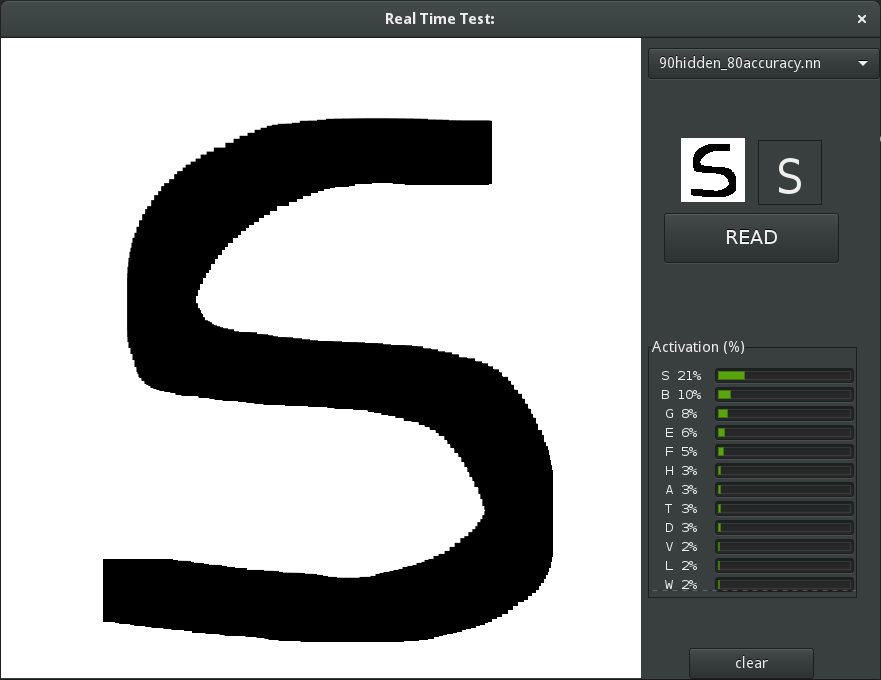 Real Time Test:
×
S
90hidden_80accuracy.nn
S S
READ
Activation (%)
S 21%
B 10%
G 8%
E 6%
F 5%
H 3%
A 3%
T 3%
D 3%
V 2%
L 2%
W 2%
clear